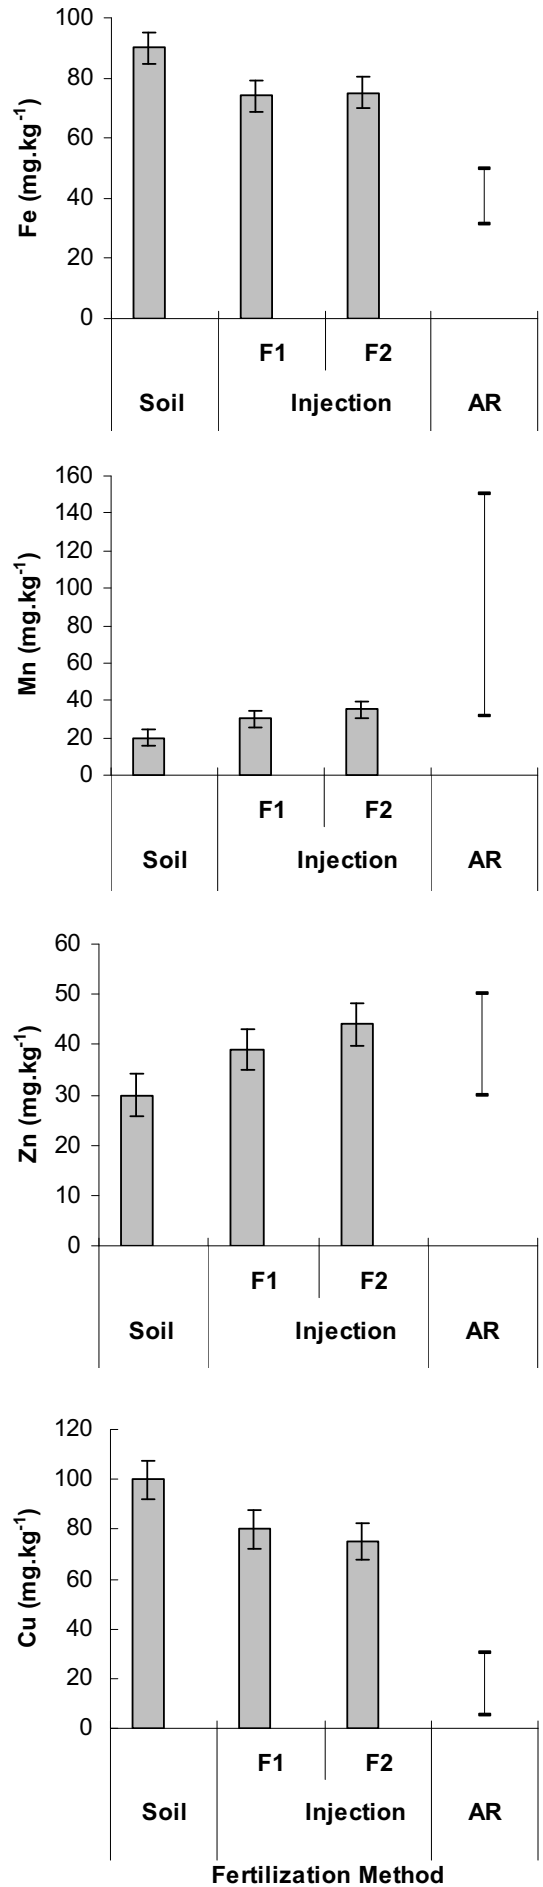 Fe (mg.kg⁻¹)
100
80
60
40
20
0
F1 F2
Soil Injection AR
Mn (mg.kg⁻¹)
160
140
120
100
80
60
40
20
0
F1 F2
Soil Injection AR
Zn (mg.kg⁻¹)
60
50
40
30
20
10
0
F1 F2
Soil Injection AR
Cu (mg.kg⁻¹)
120
100
80
60
40
20
0
F1 F2
Soil Injection AR
Fertilization Method